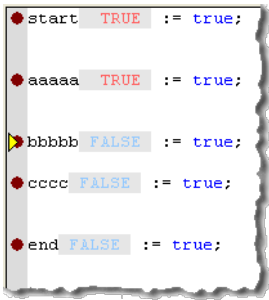 start TRUE := true;
aaaaa TRUE := true;
bbbbb FALSE := true;
cccc FALSE := true;
end FALSE := true;